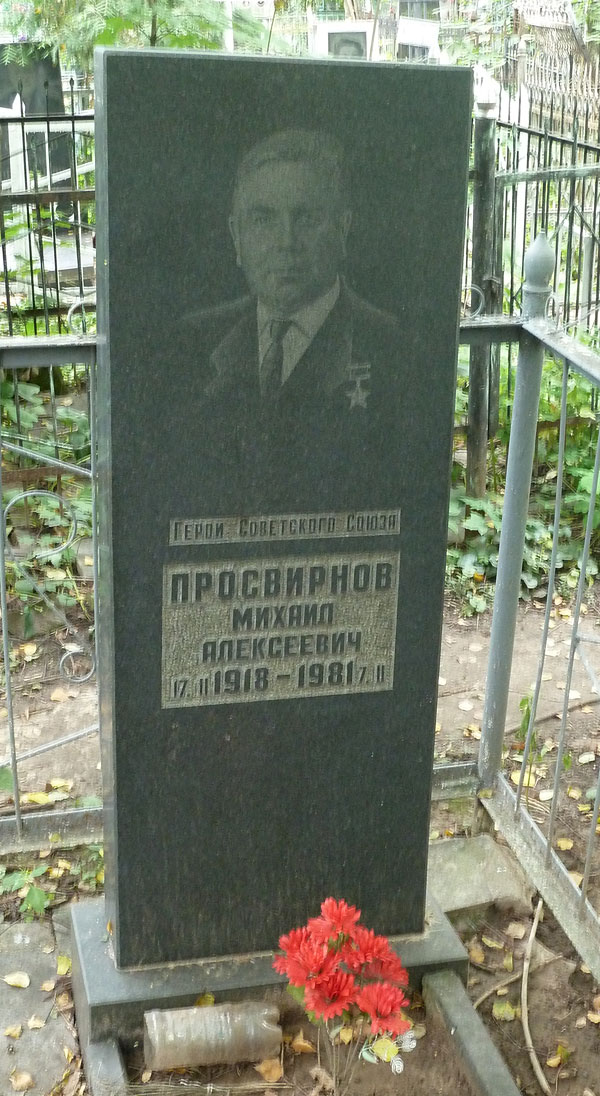 Герой Советского Союза
ПРОСВИРНОВ
МИХАИЛ
АЛЕКСЕЕВИЧ
17.II 1918 – 1981 7.II